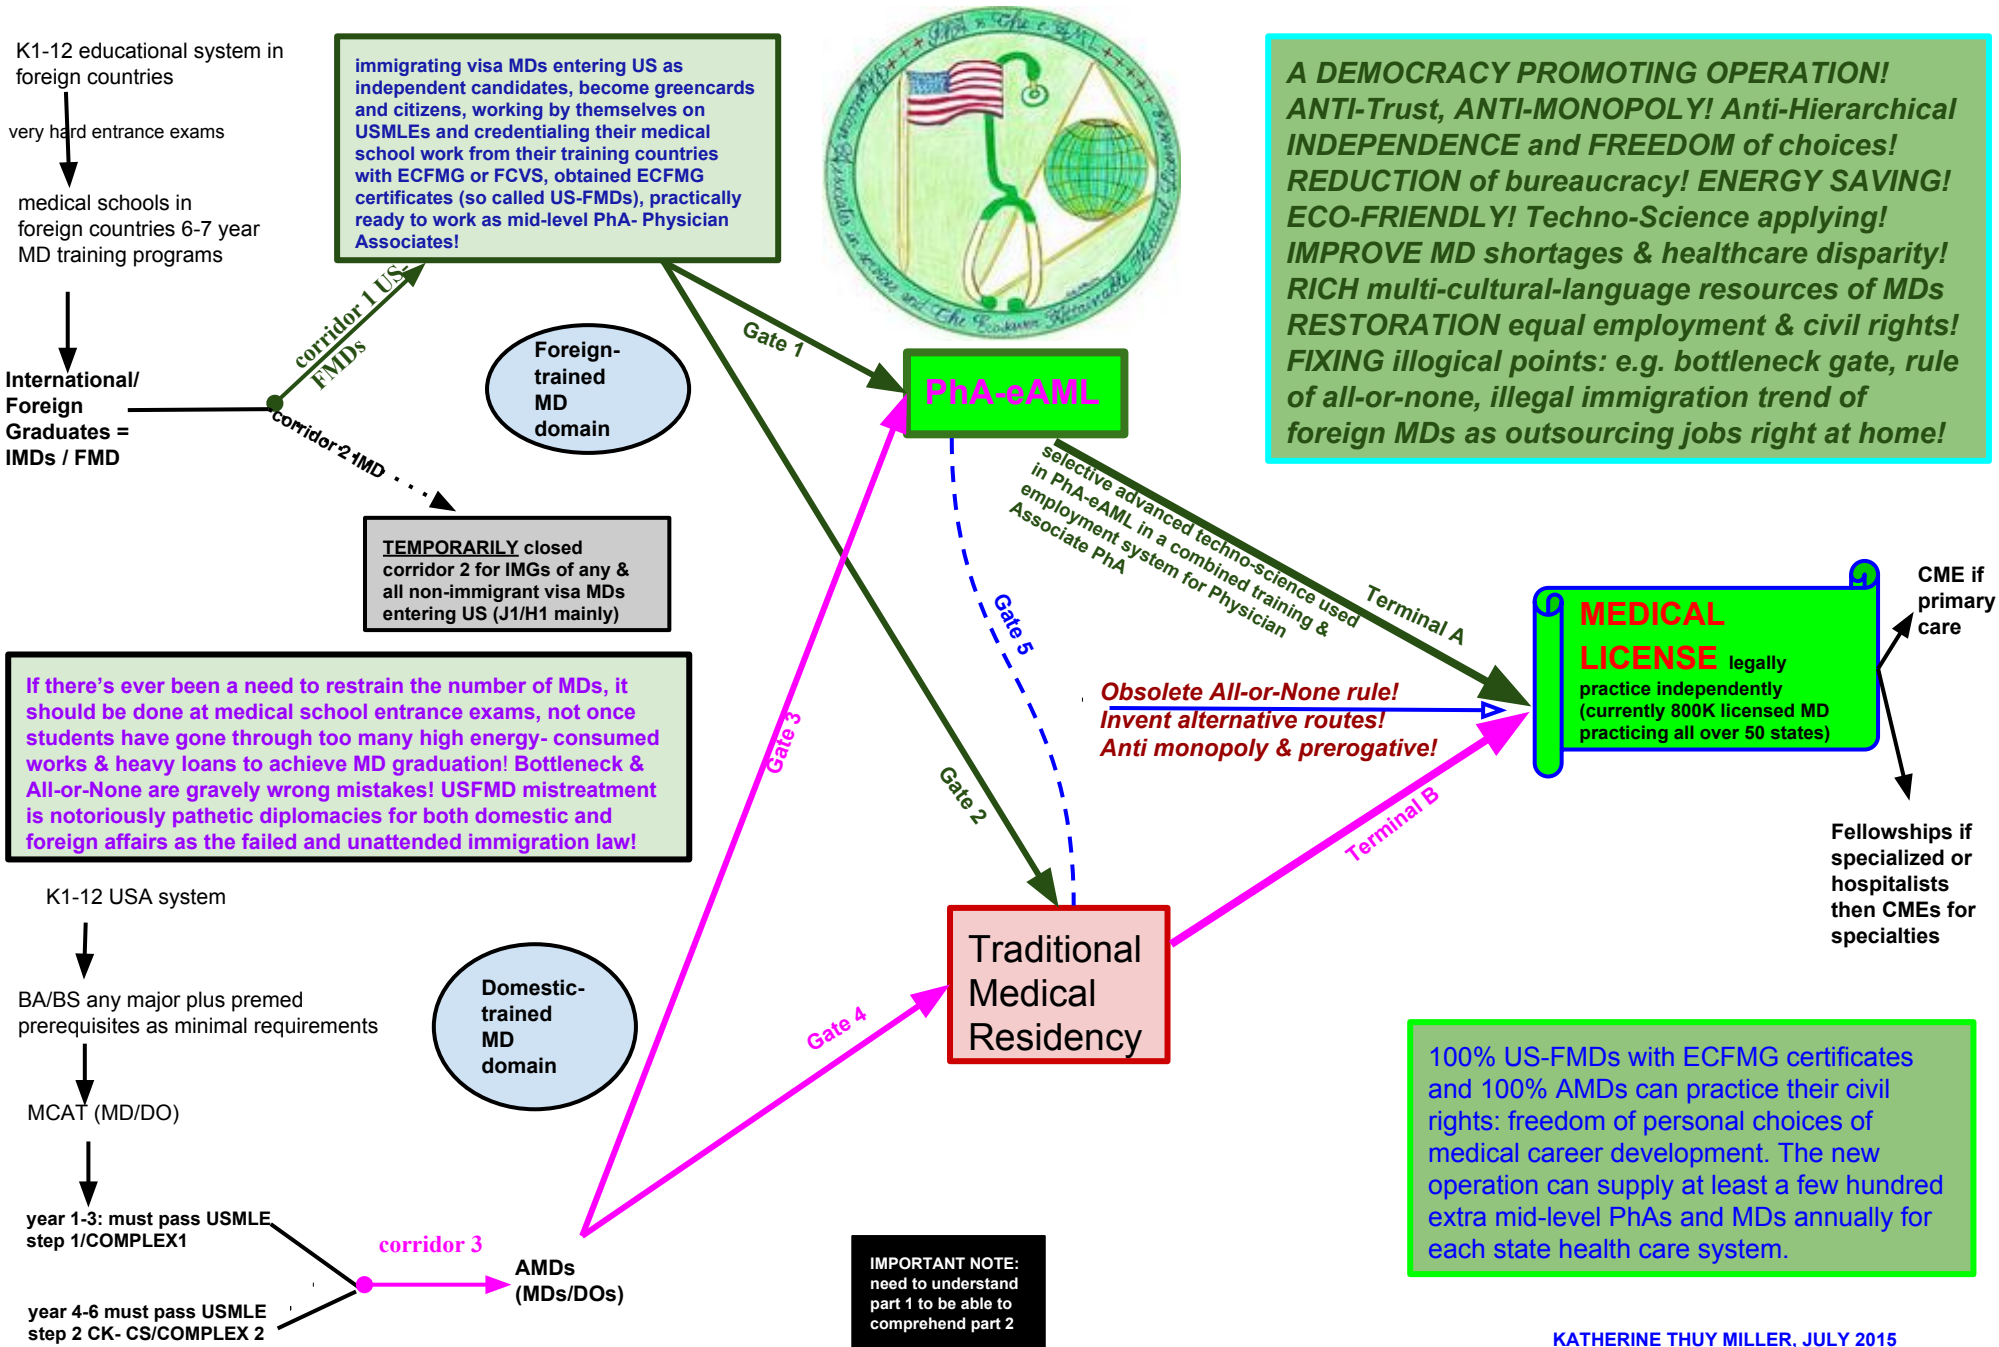 K1-12 educational system in
foreign countries
very hard entrance exams
medical schools in
foreign countries 6-7 year
MD training programs
International/
Foreign
Graduates =
IMDs / FMD
corridor 1 US-
FMDs
corridor 2 IMD
immigrating visa MDs entering US as
independent candidates, become greencards
and citizens, working by themselves on
USMLEs and credentialing their medical
school work from their training countries
with ECFMG or FCVS, obtained ECFMG
certificates (so called US-FMDs), practically
ready to work as mid-level PhA- Physician
Associates!
Foreign-
trained
MD
domain
TEMPORARILY closed
corridor 2 for IMGs of any &
all non-immigrant visa MDs
entering US (J1/H1 mainly)
Physician Associate in service and The Ecosystem Attainable Medical Licensure
PhA-eAML
Gate 1
Gate 2
Gate 3
Gate 4
Gate 5
selective advanced techno-science used
in PhA-eAML in a combined training &
employment system for Physician
Associate PhA
Terminal A
Terminal B
A DEMOCRACY PROMOTING OPERATION!
ANTI-Trust, ANTI-MONOPOLY! Anti-Hierarchical
INDEPENDENCE and FREEDOM of choices!
REDUCTION of bureaucracy! ENERGY SAVING!
ECO-FRIENDLY! Techno-Science applying!
IMPROVE MD shortages & healthcare disparity!
RICH multi-cultural-language resources of MDs
RESTORATION equal employment & civil rights!
FIXING illogical points: e.g. bottleneck gate, rule
of all-or-none, illegal immigration trend of
foreign MDs as outsourcing jobs right at home!
Obsolete All-or-None rule!
Invent alternative routes!
Anti monopoly & prerogative!
MEDICAL
LICENSE legally
practice independently
(currently 800K licensed MD
practicing all over 50 states)
CME if
primary
care
Fellowships if
specialized or
hospitalists
then CMEs for
specialties
If there's ever been a need to restrain the number of MDs, it
should be done at medical school entrance exams, not once
students have gone through too many high energy- consumed
works & heavy loans to achieve MD graduation! Bottleneck &
All-or-None are gravely wrong mistakes! USFMD mistreatment
is notoriously pathetic diplomacies for both domestic and
foreign affairs as the failed and unattended immigration law!
K1-12 USA system
BA/BS any major plus premed
prerequisites as minimal requirements
MCAT (MD/DO)
year 1-3: must pass USMLE
step 1/COMPLEX1
year 4-6 must pass USMLE
step 2 CK- CS/COMPLEX 2
corridor 3
AMDs
(MDs/DOs)
Domestic-
trained
MD
domain
Traditional
Medical
Residency
IMPORTANT NOTE:
need to understand
part 1 to be able to
comprehend part 2
100% US-FMDs with ECFMG certificates
and 100% AMDs can practice their civil
rights: freedom of personal choices of
medical career development. The new
operation can supply at least a few hundred
extra mid-level PhAs and MDs annually for
each state health care system.
KATHERINE THUY MILLER, JULY 2015